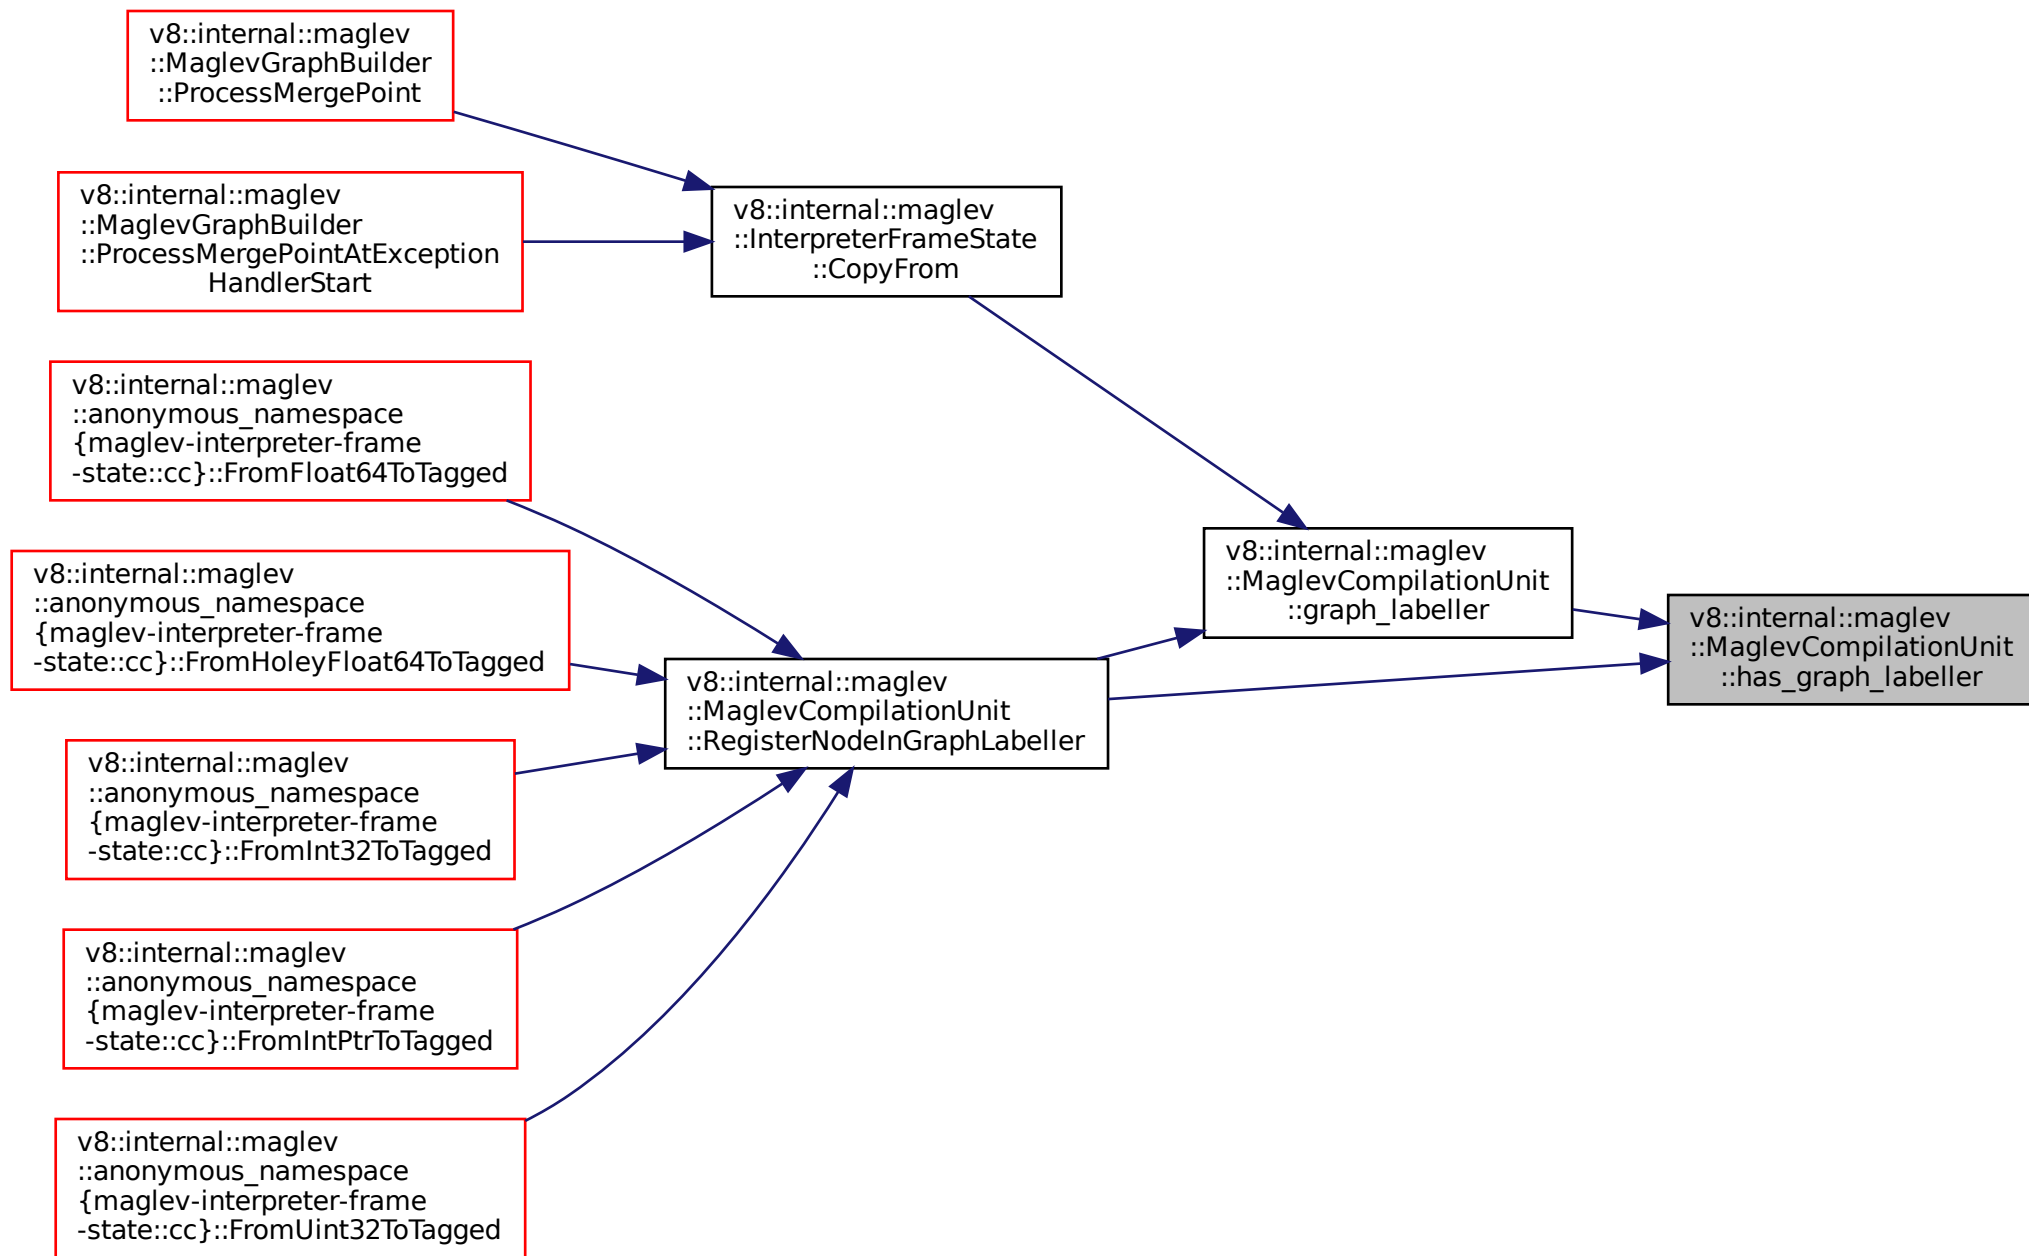 v8::internal::maglev
::MaglevGraphBuilder
::ProcessMergePoint
v8::internal::maglev
::MaglevGraphBuilder
::ProcessMergePointAtException
HandlerStart
v8::internal::maglev
::InterpreterFrameState
::CopyFrom
v8::internal::maglev
::anonymous_namespace
{maglev-interpreter-frame
-state::cc}::FromFloat64ToTagged
v8::internal::maglev
::anonymous_namespace
{maglev-interpreter-frame
-state::cc}::FromHoleyFloat64ToTagged
v8::internal::maglev
::MaglevCompilationUnit
::graph_labeller
v8::internal::maglev
::MaglevCompilationUnit
::has_graph_labeller
v8::internal::maglev
::MaglevCompilationUnit
::RegisterNodeInGraphLabeller
v8::internal::maglev
::anonymous_namespace
{maglev-interpreter-frame
-state::cc}::FromInt32ToTagged
v8::internal::maglev
::anonymous_namespace
{maglev-interpreter-frame
-state::cc}::FromIntPtrToTagged
v8::internal::maglev
::anonymous_namespace
{maglev-interpreter-frame
-state::cc}::FromUint32ToTagged